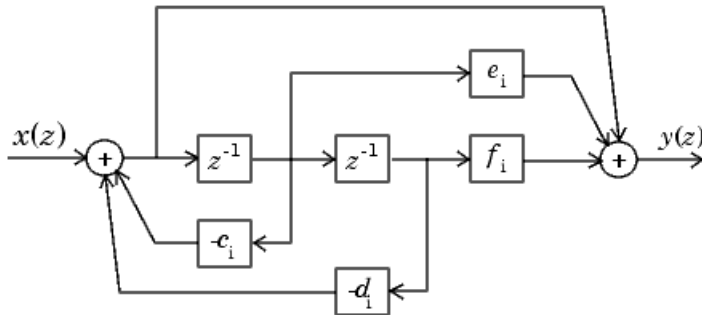 eᵢ
x(z)
+
z⁻¹
z⁻¹
fᵢ
+
y(z)
-cᵢ
-dᵢ